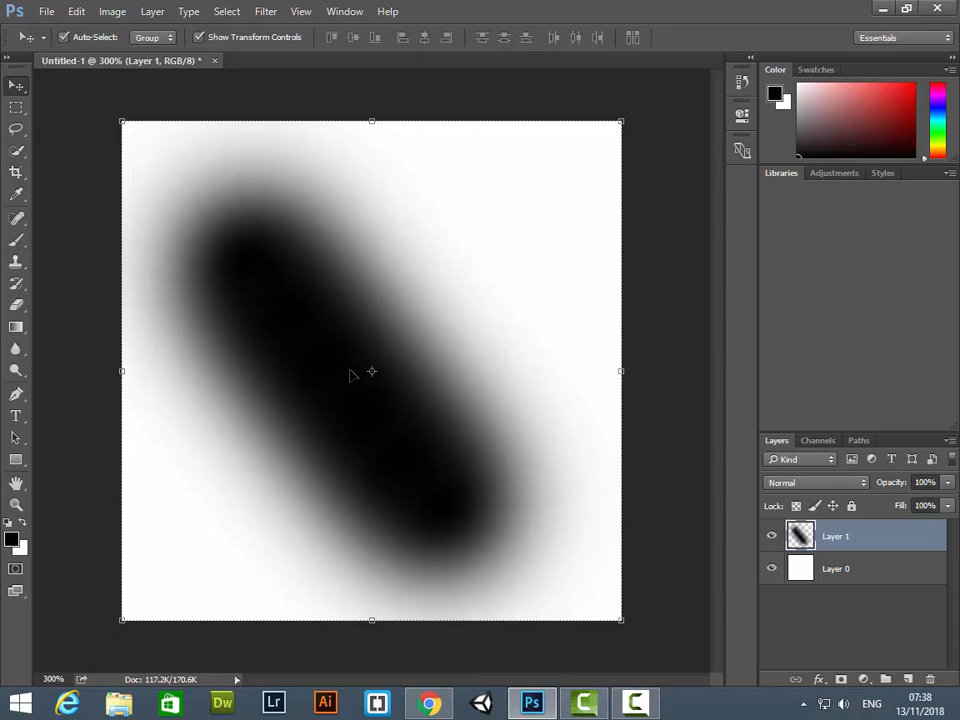 Ps File Edit Image Layer Type Select Filter 3D View Window Help
Auto-Select: Group Show Transform Controls Essentials
Untitled-1 @ 300% (Layer 1, RGB/8) * ×
Color Swatches
Libraries Adjustments Styles
Layers Channels Paths
Kind
Normal Opacity: 100%
Lock: Fill: 100%
Layer 1
Layer 0
fx
300% Doc: 117.2K/170.6K
Dw Lr Ai Ps ENG 07:38
13/11/2018